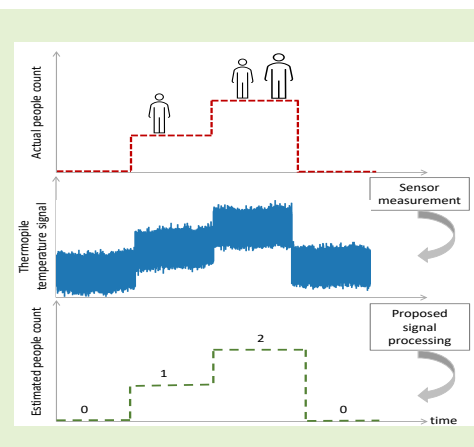 Actual people count
Sensor
measurement
Thermopile
temperature signal
Proposed
signal
processing
Estimated people count
0
1
2
0
time